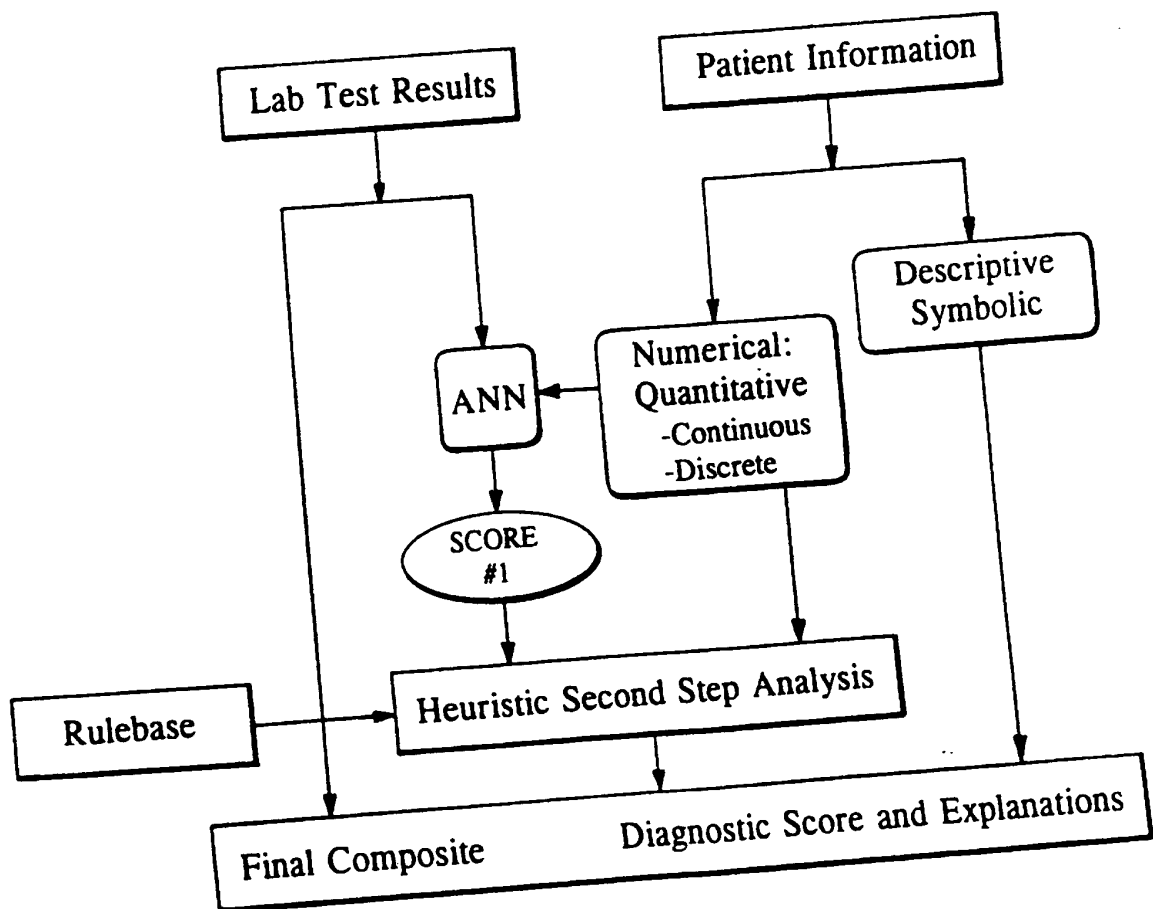 Lab Test Results
Patient Information
Descriptive
Symbolic
Numerical:
Quantitative
-Continuous
-Discrete
ANN
SCORE
#1
Heuristic Second Step Analysis
Rulebase
Final Composite Diagnostic Score and Explanations